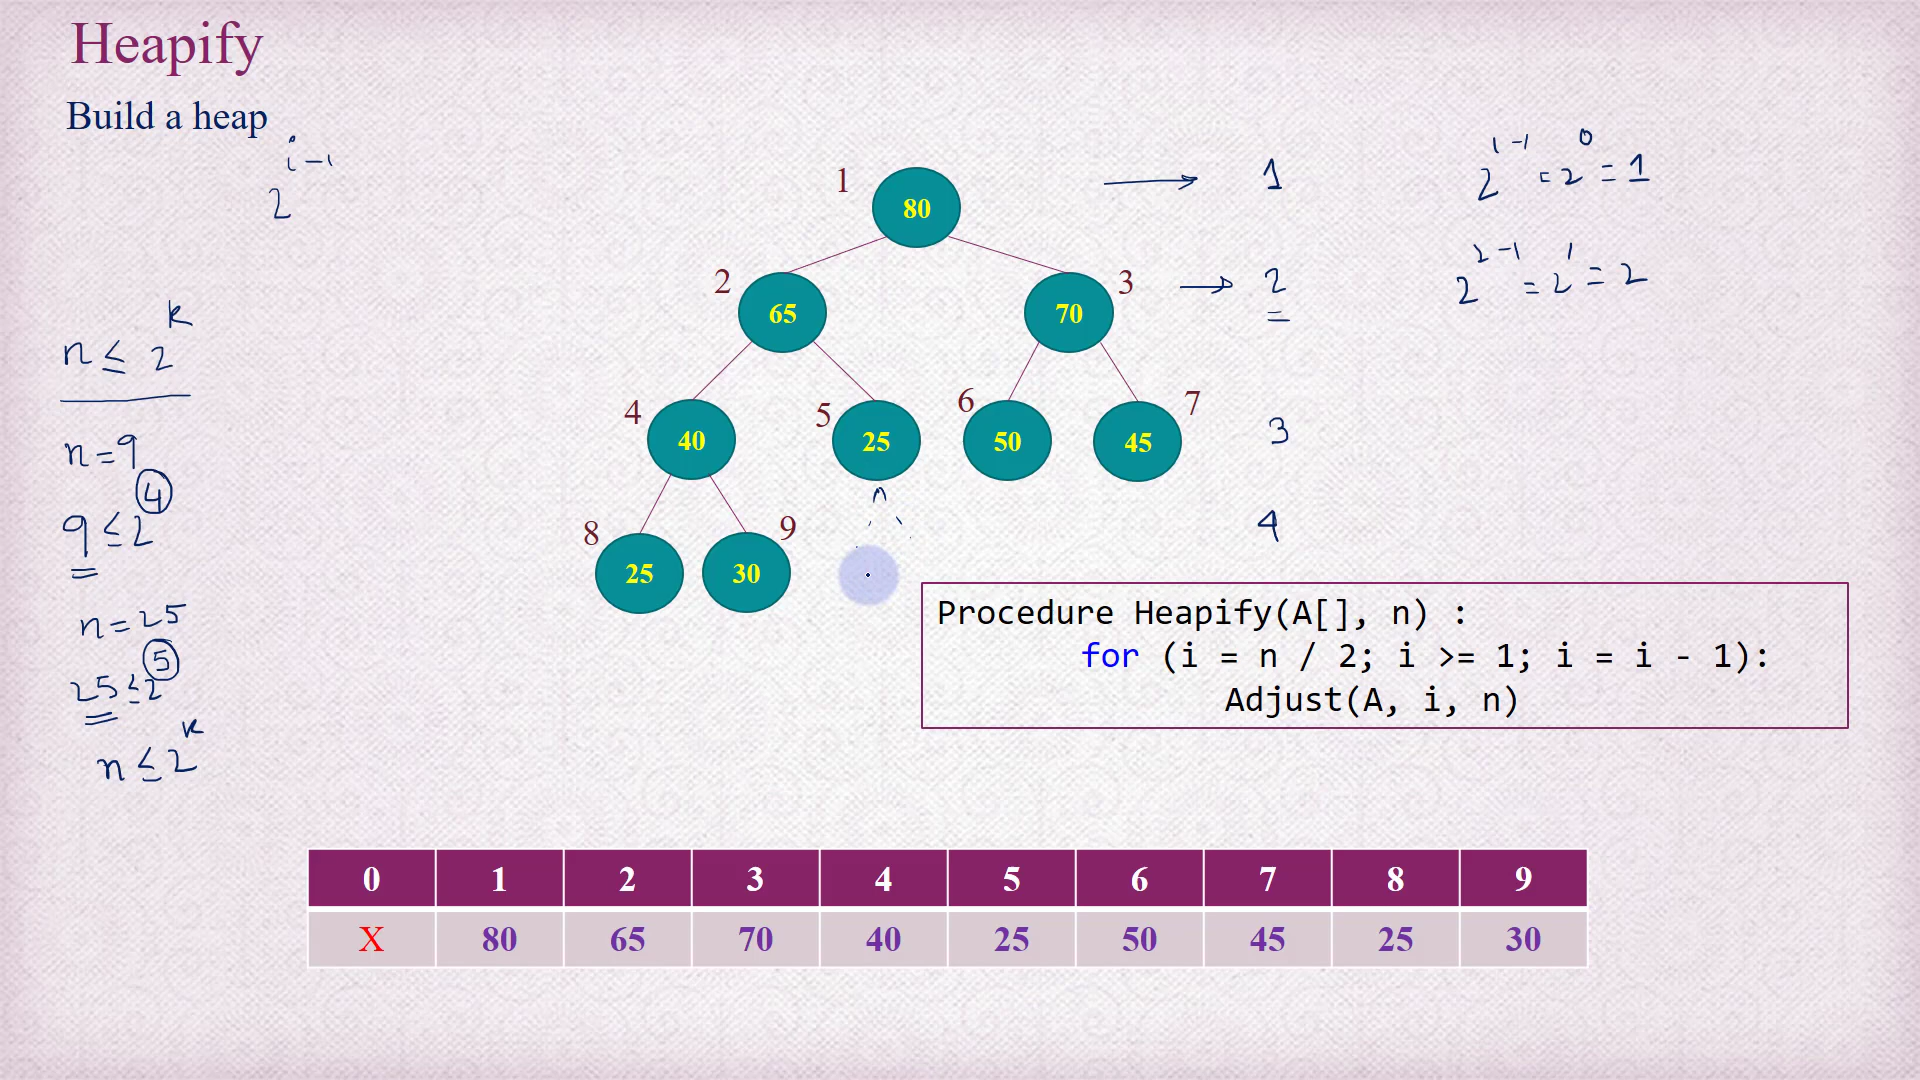 Heapify
Build a heap
2^{i-1}
n ≤ 2^k
n=9
9 ≤ 2^④
n=25
25 ≤ 2^⑤
n ≤ 2^k
1
80
→ 1
2^{1-1} = 2^0 = 1
2
65
70
3
→ 2
2^{2-1} = 2^1 = 2
4
40
5
25
6
50
7
45
3
8
25
9
30
4
Procedure Heapify(A[], n) :
for (i = n / 2; i >= 1; i = i - 1):
Adjust(A, i, n)
0 1 2 3 4 5 6 7 8 9
X 80 65 70 40 25 50 45 25 30